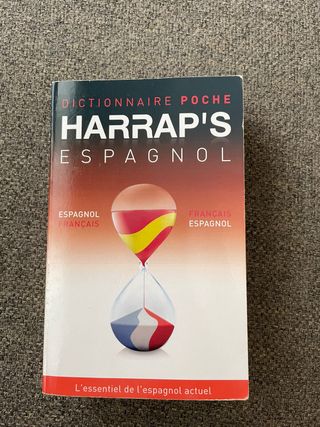 DICTIONNAIRE POCHE
HARRAP'S
ESPAGNOL
ESPAGNOL
FRANÇAIS
FRANÇAIS
ESPAGNOL
L'essentiel de l'espagnol actuel